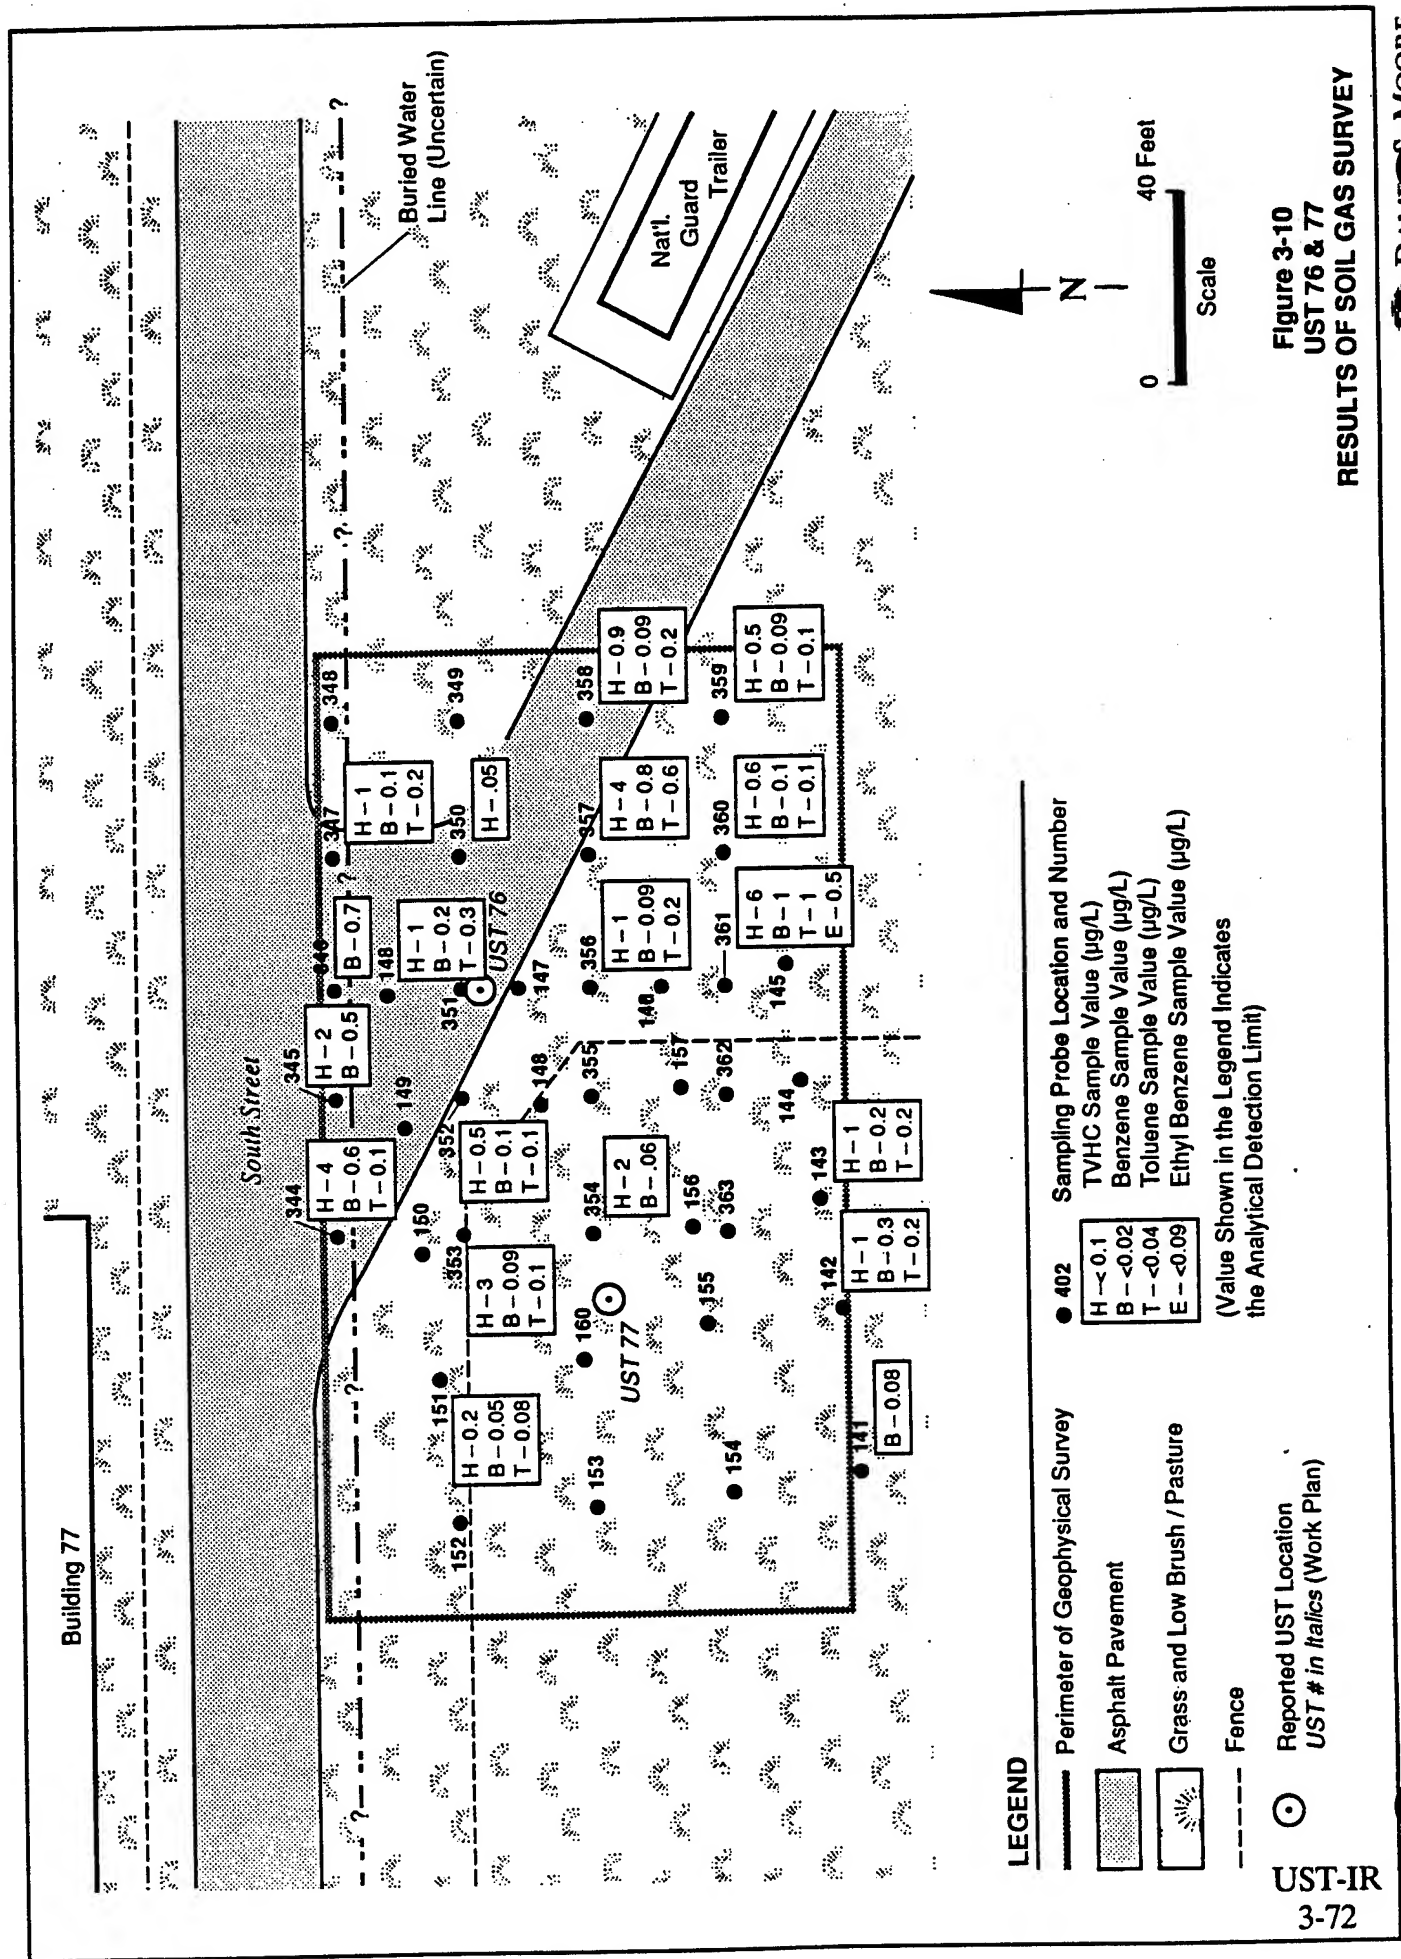 Building 77
South Street
Buried Water
Line (Uncertain)
?
?
?
?
?
Nat'l.
Guard
Trailer
344
H – 4
B – 0.6
T – 0.1
345
H – 2
B – 0.5
346
B – 0.7
347
H – 1
B – 0.1
T – 0.2
348
349
350
H – .05
148
H – 1
B – 0.2
T – 0.3
351
UST 76
147
149
150
352
H – 0.5
B – 0.1
T – 0.1
148
353
H – 3
B – 0.09
T – 0.1
151
H – 0.2
B – 0.05
T – 0.08
152
153
154
160
UST 77
155
354
H – 2
B – .06
156
363
355
157
362
356
H – 1
B – 0.09
T – 0.2
146
357
H – 4
B – 0.8
T – 0.6
358
H – 0.9
B – 0.09
T – 0.2
359
H – 0.5
B – 0.09
T – 0.1
360
H – 0.6
B – 0.1
T – 0.1
361
H – 6
B – 1
T – 1
E – 0.5
145
144
143
H – 1
B – 0.2
T – 0.2
142
H – 1
B – 0.3
T – 0.2
141
B – 0.08
N
0 40 Feet
Scale
LEGEND
Perimeter of Geophysical Survey
Asphalt Pavement
Grass and Low Brush / Pasture
Fence
Reported UST Location
UST # in Italics (Work Plan)
402 Sampling Probe Location and Number
H –< 0.1 TVHC Sample Value (µg/L)
B – <0.02 Benzene Sample Value (µg/L)
T – <0.04 Toluene Sample Value (µg/L)
E – <0.09 Ethyl Benzene Sample Value (µg/L)
(Value Shown in the Legend Indicates
the Analytical Detection Limit)
Figure 3-10
UST 76 & 77
RESULTS OF SOIL GAS SURVEY
UST-IR
3-72